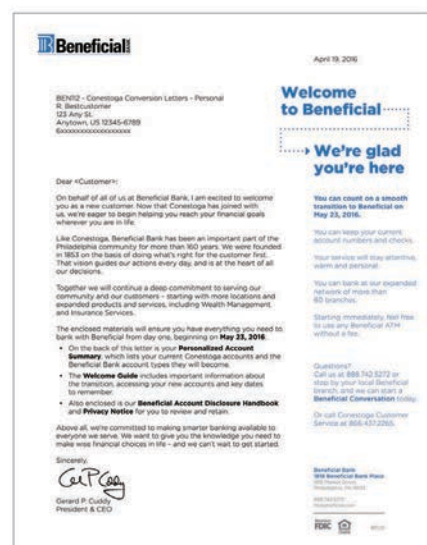 Beneficial BANK
April 19, 2016
BEN112 - Conestoga Conversion Letters - Personal
R. Bestcustomer
123 Any St.
Anytown, US 12345-6789
6xxxxxxxxxxxxxxxxxx
Welcome
to Beneficial
We're glad
you're here
Dear <Customer>:
On behalf of all of us at Beneficial Bank, I am excited to welcome
you as a new customer. Now that Conestoga has joined with
us, we're eager to begin helping you reach your financial goals
wherever you are in life.
Like Conestoga, Beneficial Bank has been an important part of the
Philadelphia community for more than 160 years. We were founded
in 1853 on the basis of doing what's right for the customer first.
That vision guides our actions every day, and is at the heart of all
our decisions.
Together we will continue a deep commitment to serving our
community and our customers – starting with more locations and
expanded products and services, including Wealth Management
and Insurance Services.
The enclosed materials will ensure you have everything you need to
bank with Beneficial from day one, beginning on May 23, 2016.
• On the back of this letter is your Personalized Account
Summary, which lists your current Conestoga accounts and the
Beneficial Bank account types they will become.
• The Welcome Guide includes important information about
the transition, accessing your new accounts and key dates
to remember.
• Also enclosed is our Beneficial Account Disclosure Handbook
and Privacy Notice for you to review and retain.
Above all, we're committed to making smarter banking available to
everyone we serve. We want to give you the knowledge you need to
make wise financial choices in life – and we can't wait to get started.
Sincerely,
Gerard P. Cuddy
President & CEO
You can count on a smooth
transition to Beneficial on
May 23, 2016.
You can keep your current
account numbers and checks.
Your service will stay attentive,
warm and personal.
You can bank at our expanded
network of more than
60 branches.
Starting immediately, feel free
to use any Beneficial ATM
without a fee.
Questions?
Call us at 888.742.5272 or
stop by your local Beneficial
branch, and we can start a
Beneficial Conversation today.
Or call Conestoga Customer
Service at 866.437.2265.
Beneficial Bank
1818 Beneficial Bank Place
1818 Market Street
Philadelphia, PA 19103
888.742.5272
thebeneficial.com
Member
FDIC